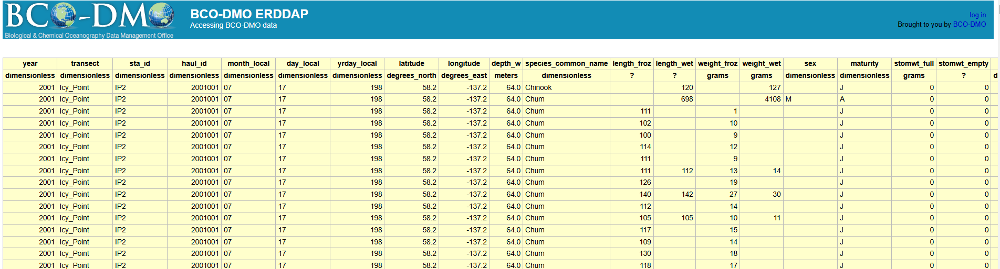 BCO-DMO
Biological & Chemical Oceanography Data Management Office
BCO-DMO ERDDAP
Accessing BCO-DMO data
log in
Brought to you by BCO-DMO
year transect sta_id haul_id month_local day_local yrday_local latitude longitude depth_w species_common_name length_froz length_wet weight_froz weight_wet sex maturity stomwt_full stomwt_empty
dimensionless dimensionless dimensionless dimensionless dimensionless dimensionless dimensionless degrees_north degrees_east meters dimensionless ? ? grams grams dimensionless dimensionless grams ? d
2001 Icy_Point IP2 2001001 07 17 198 58.2 -137.2 64.0 Chinook 120 127 J 0 0
2001 Icy_Point IP2 2001001 07 17 198 58.2 -137.2 64.0 Chum 698 4108 M A 0 0
2001 Icy_Point IP2 2001001 07 17 198 58.2 -137.2 64.0 Chum 111 1 J 0 0
2001 Icy_Point IP2 2001001 07 17 198 58.2 -137.2 64.0 Chum 102 10 J 0 0
2001 Icy_Point IP2 2001001 07 17 198 58.2 -137.2 64.0 Chum 100 9 J 0 0
2001 Icy_Point IP2 2001001 07 17 198 58.2 -137.2 64.0 Chum 114 12 J 0 0
2001 Icy_Point IP2 2001001 07 17 198 58.2 -137.2 64.0 Chum 111 9 J 0 0
2001 Icy_Point IP2 2001001 07 17 198 58.2 -137.2 64.0 Chum 111 112 13 14 J 0 0
2001 Icy_Point IP2 2001001 07 17 198 58.2 -137.2 64.0 Chum 126 19 J 0 0
2001 Icy_Point IP2 2001001 07 17 198 58.2 -137.2 64.0 Chum 140 142 27 30 J 0 0
2001 Icy_Point IP2 2001001 07 17 198 58.2 -137.2 64.0 Chum 112 14 J 0 0
2001 Icy_Point IP2 2001001 07 17 198 58.2 -137.2 64.0 Chum 105 105 10 11 J 0 0
2001 Icy_Point IP2 2001001 07 17 198 58.2 -137.2 64.0 Chum 117 15 J 0 0
2001 Icy_Point IP2 2001001 07 17 198 58.2 -137.2 64.0 Chum 109 14 J 0 0
2001 Icy_Point IP2 2001001 07 17 198 58.2 -137.2 64.0 Chum 130 18 J 0 0
2001 Icy_Point IP2 2001001 07 17 198 58.2 -137.2 64.0 Chum 118 17 J 0 0